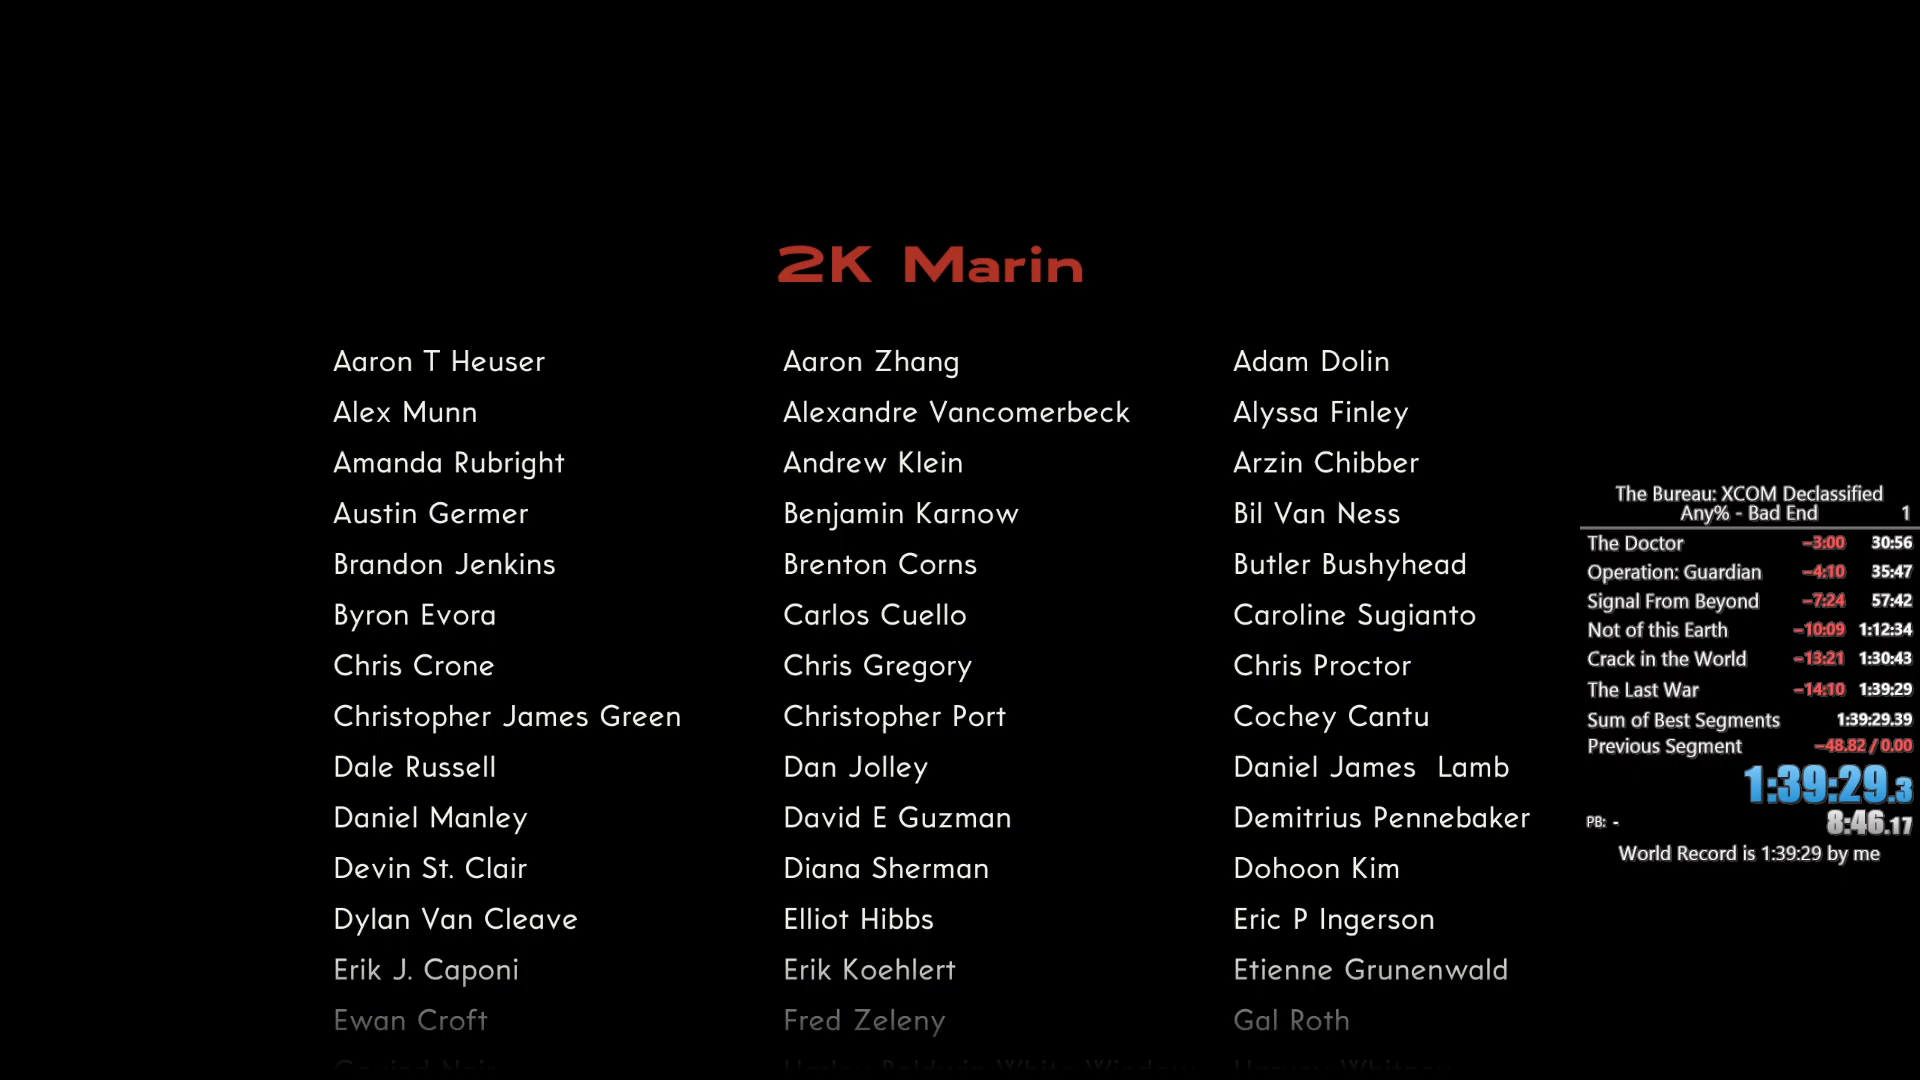 2K Marin
Aaron T Heuser Aaron Zhang Adam Dolin
Alex Munn Alexandre Vancomerbeck Alyssa Finley
Amanda Rubright Andrew Klein Arzin Chibber
Austin Germer Benjamin Karnow Bil Van Ness
Brandon Jenkins Brenton Corns Butler Bushyhead
Byron Evora Carlos Cuello Caroline Sugianto
Chris Crone Chris Gregory Chris Proctor
Christopher James Green Christopher Port Cochey Cantu
Dale Russell Dan Jolley Daniel James Lamb
Daniel Manley David E Guzman Demitrius Pennebaker
Devin St. Clair Diana Sherman Dohoon Kim
Dylan Van Cleave Elliot Hibbs Eric P Ingerson
Erik J. Caponi Erik Koehlert Etienne Grunenwald
Ewan Croft Fred Zeleny Gal Roth
The Bureau: XCOM Declassified
Any% - Bad End 1
The Doctor −3:00 30:56
Operation: Guardian −4:10 35:47
Signal From Beyond −7:24 57:42
Not of this Earth −10:09 1:12:34
Crack in the World −13:21 1:30:43
The Last War −14:10 1:39:29
Sum of Best Segments 1:39:29.39
Previous Segment −48.82 / 0.00
1:39:29.3
PB: - 8:46.17
World Record is 1:39:29 by me